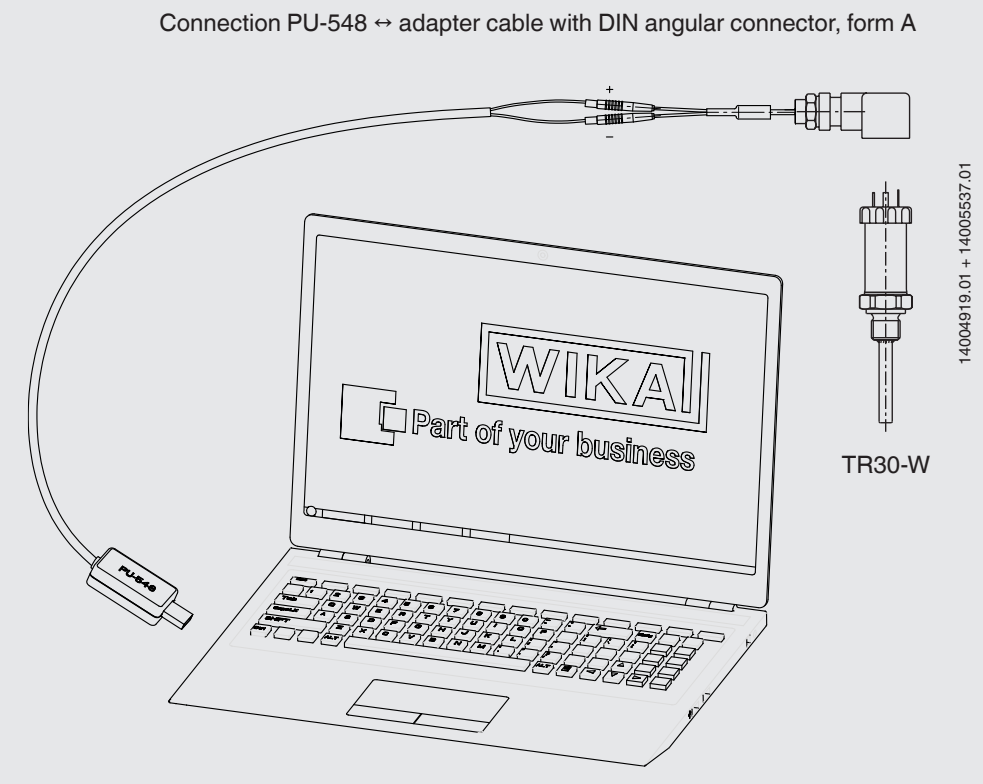 Connection PU-548 ↔ adapter cable with DIN angular connector, form A
+
−
14004919.01 + 14005537.01
WIKA
Part of your business
TR30-W
PU-548